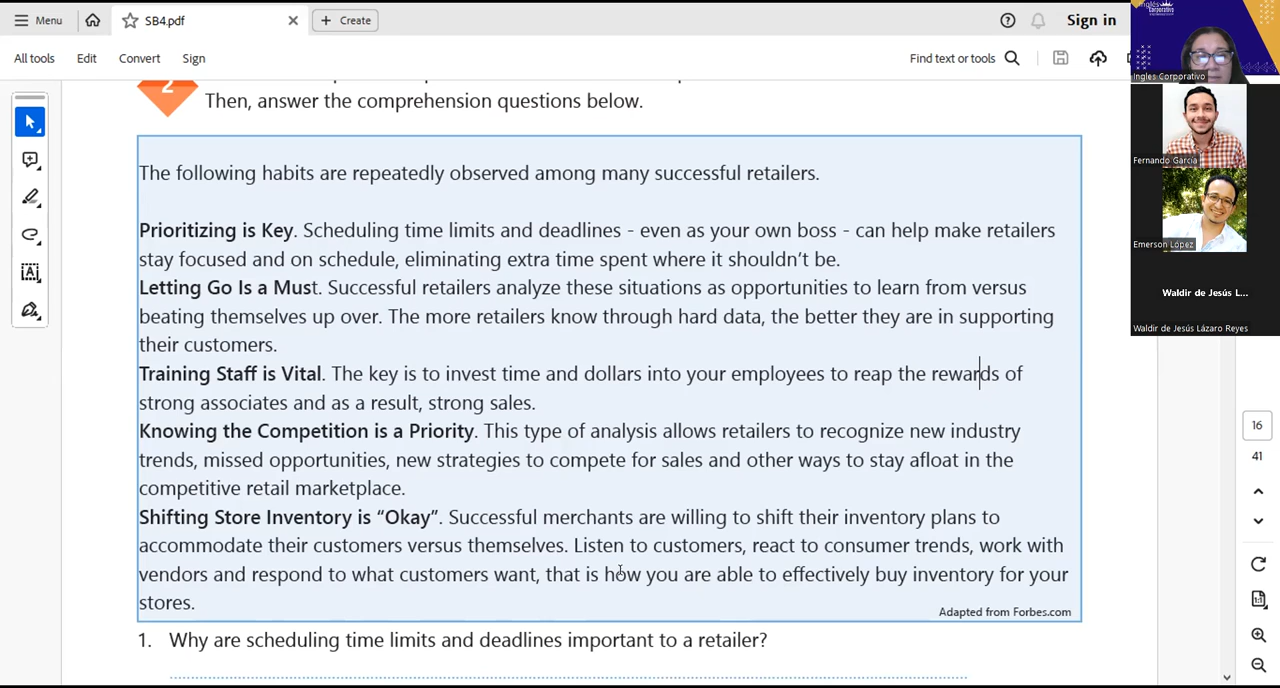 Menu
SB4.pdf
Create
Sign in
All tools
Edit
Convert
Sign
Find text or tools
2
Then, answer the comprehension questions below.
The following habits are repeatedly observed among many successful retailers.
Prioritizing is Key. Scheduling time limits and deadlines - even as your own boss - can help make retailers
stay focused and on schedule, eliminating extra time spent where it shouldn’t be.
Letting Go Is a Must. Successful retailers analyze these situations as opportunities to learn from versus
beating themselves up over. The more retailers know through hard data, the better they are in supporting
their customers.
Training Staff is Vital. The key is to invest time and dollars into your employees to reap the rewards of
strong associates and as a result, strong sales.
Knowing the Competition is a Priority. This type of analysis allows retailers to recognize new industry
trends, missed opportunities, new strategies to compete for sales and other ways to stay afloat in the
competitive retail marketplace.
Shifting Store Inventory is “Okay”. Successful merchants are willing to shift their inventory plans to
accommodate their customers versus themselves. Listen to customers, react to consumer trends, work with
vendors and respond to what customers want, that is how you are able to effectively buy inventory for your
stores.
Adapted from Forbes.com
1. Why are scheduling time limits and deadlines important to a retailer?
Inglés
Corporativo
Ingles Corporativo
Fernando García
Emerson López
Waldir de Jesús L...
Waldir de Jesús Lázaro Reyes
16
41
1:1